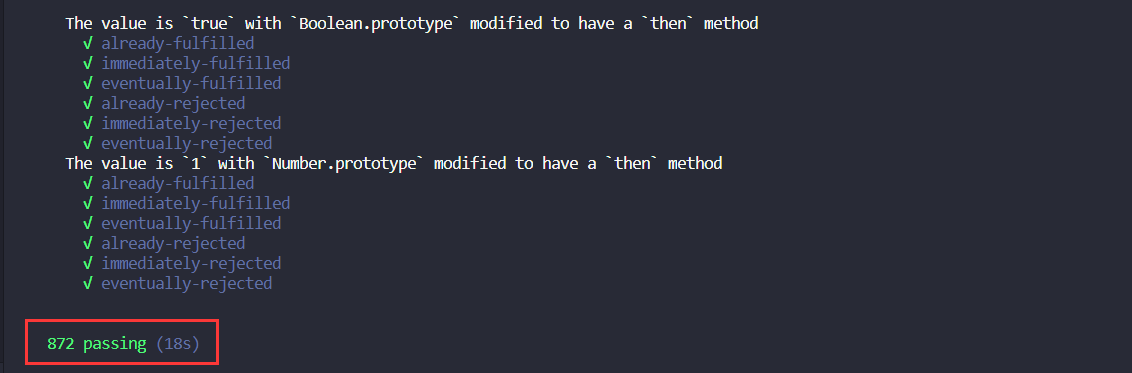 The value is `true` with `Boolean.prototype` modified to have a `then` method
√ already-fulfilled
√ immediately-fulfilled
√ eventually-fulfilled
√ already-rejected
√ immediately-rejected
√ eventually-rejected
The value is `1` with `Number.prototype` modified to have a `then` method
√ already-fulfilled
√ immediately-fulfilled
√ eventually-fulfilled
√ already-rejected
√ immediately-rejected
√ eventually-rejected
872 passing (18s)